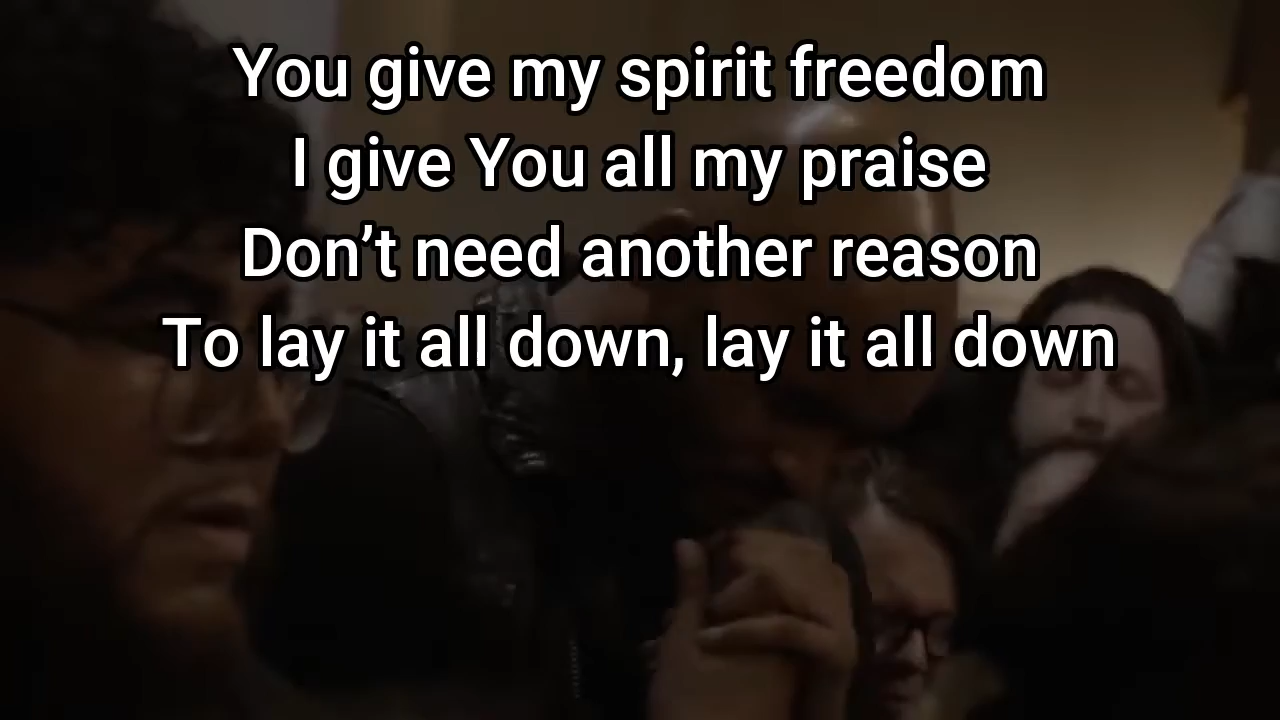 You give my spirit freedom
I give You all my praise
Don’t need another reason
To lay it all down, lay it all down